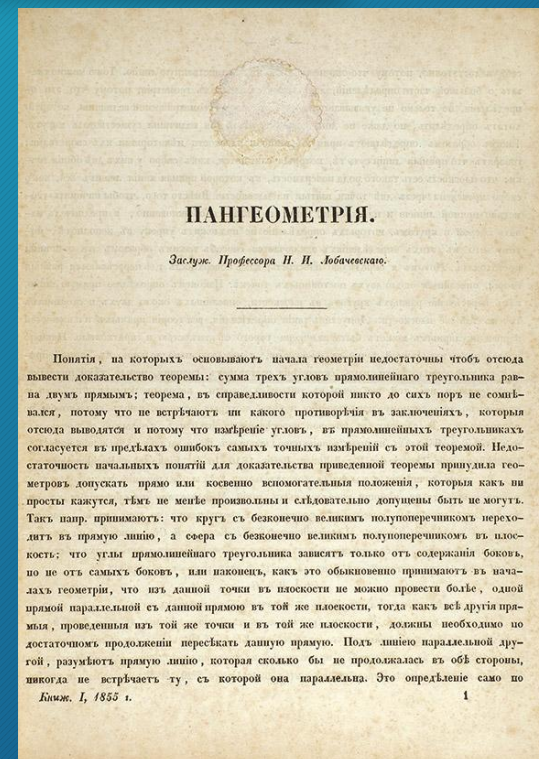 ПАНГЕОМЕТРІЯ.
Заслуж. Профессора Н. И. Лобачевскаго.
Понятія, на которыхъ основываютъ начала геометріи недостаточны чтобъ отсюда
вывести доказательство теоремы: сумма трехъ угловъ прямолинейнаго треугольника рав-
на двумъ прямымъ; теорема, въ справедливости которой никто до сихъ поръ не сомнѣ-
вался, потому что не встрѣчаютъ ни какого противорѣчія въ заключеніяхъ, которыя
отсюда выводятся и потому что измѣреніе угловъ, въ прямолинейныхъ треугольникахъ
согласуется въ предѣлахъ ошибокъ самыхъ точныхъ измѣреній съ этой теоремой. Недо-
статочность начальныхъ понятій для доказательства приведенной теоремы принудила гео-
метровъ допускать прямо или косвенно вспомогательныя положенія, которыя какъ ни
просты кажутся, тѣмъ не менѣе произвольны и слѣдовательно допущены быть не могутъ.
Такъ напр. принимаютъ: что кругъ съ безконечно великимъ полупоперечникомъ перехо-
дитъ въ прямую линію, а сфера съ безконечно великимъ полупоперечникомъ въ плос-
кость; что углы прямолинейнаго треугольника зависятъ только отъ содержанія боковъ,
но не отъ самыхъ боковъ, или наконецъ, какъ это обыкновенно принимаютъ въ нача-
лахъ геометріи, что изъ данной точки въ плоскости не можно провести болѣе, одной
прямой параллельной съ данной прямою въ той же плоскости, тогда какъ всѣ другія пря-
мыя, проведенныя изъ той же точки и въ той же плоскости, должны необходимо по
достаточномъ продолженіи пересѣкать данную прямую. Подъ линіею параллельной дру-
гой, разумѣютъ прямую линію, которая сколько бы не продолжалась въ обѣ стороны,
никогда не встрѣчаетъ ту, съ которой она параллельна. Это опредѣленіе само по
Книж. I, 1855 г. 1